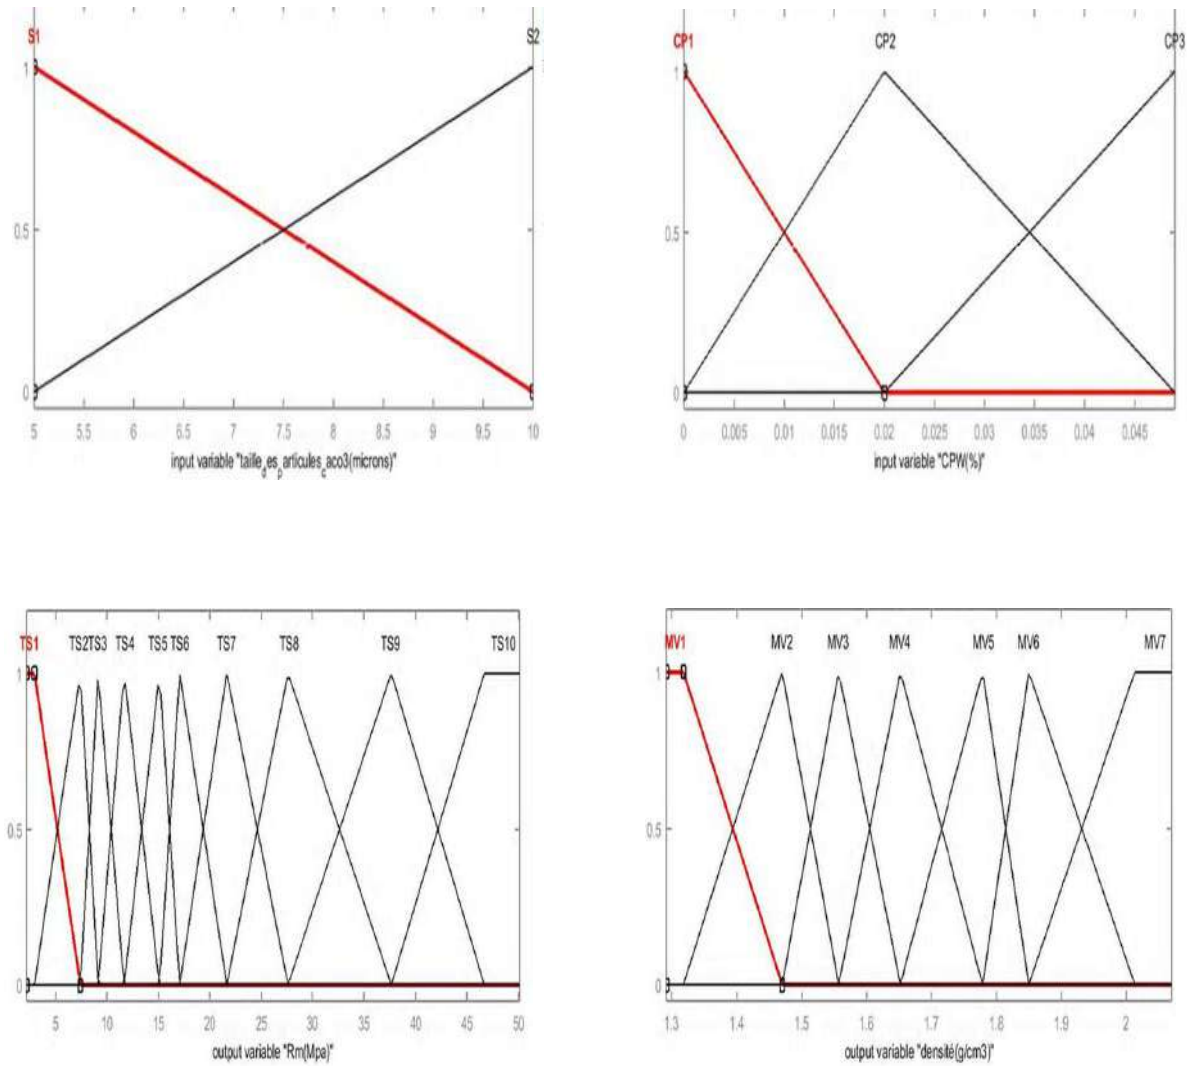 S1 S2
1
0.5
0
5 5.5 6 6.5 7 7.5 8 8.5 9 9.5 10
input variable "taille_des_particules_caco3(microns)"
CP1 CP2 CP3
1
0.5
0
0 0.005 0.01 0.015 0.02 0.025 0.03 0.035 0.04 0.045
input variable "CPW(%)"
TS1 TS2 TS3 TS4 TS5 TS6 TS7 TS8 TS9 TS10
1
0.5
0
5 10 15 20 25 30 35 40 45 50
output variable "Rm(Mpa)"
MV1 MV2 MV3 MV4 MV5 MV6 MV7
1
0.5
0
1.3 1.4 1.5 1.6 1.7 1.8 1.9 2
output variable "densité(g/cm3)"